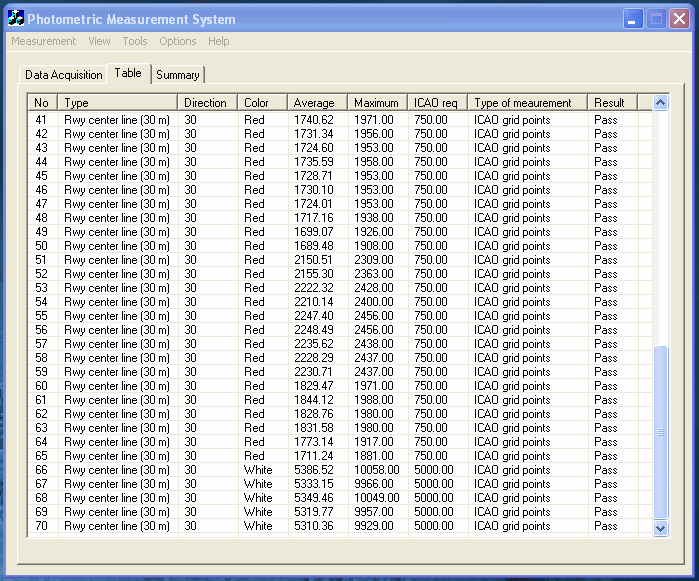 Photometric Measurement System
Measurement View Tools Options Help
Data Acquisition Table Summary
No Type Direction Color Average Maximum ICAO req Type of meaurement Result
41 Rwy center line (30 m) 30 Red 1740.62 1971.00 750.00 ICAO grid points Pass
42 Rwy center line (30 m) 30 Red 1731.34 1956.00 750.00 ICAO grid points Pass
43 Rwy center line (30 m) 30 Red 1724.60 1953.00 750.00 ICAO grid points Pass
44 Rwy center line (30 m) 30 Red 1735.59 1958.00 750.00 ICAO grid points Pass
45 Rwy center line (30 m) 30 Red 1728.71 1953.00 750.00 ICAO grid points Pass
46 Rwy center line (30 m) 30 Red 1730.10 1953.00 750.00 ICAO grid points Pass
47 Rwy center line (30 m) 30 Red 1724.01 1953.00 750.00 ICAO grid points Pass
48 Rwy center line (30 m) 30 Red 1717.16 1938.00 750.00 ICAO grid points Pass
49 Rwy center line (30 m) 30 Red 1699.07 1926.00 750.00 ICAO grid points Pass
50 Rwy center line (30 m) 30 Red 1689.48 1908.00 750.00 ICAO grid points Pass
51 Rwy center line (30 m) 30 Red 2150.51 2309.00 750.00 ICAO grid points Pass
52 Rwy center line (30 m) 30 Red 2155.30 2363.00 750.00 ICAO grid points Pass
53 Rwy center line (30 m) 30 Red 2222.32 2428.00 750.00 ICAO grid points Pass
54 Rwy center line (30 m) 30 Red 2210.14 2400.00 750.00 ICAO grid points Pass
55 Rwy center line (30 m) 30 Red 2247.40 2456.00 750.00 ICAO grid points Pass
56 Rwy center line (30 m) 30 Red 2248.49 2456.00 750.00 ICAO grid points Pass
57 Rwy center line (30 m) 30 Red 2235.62 2438.00 750.00 ICAO grid points Pass
58 Rwy center line (30 m) 30 Red 2228.29 2437.00 750.00 ICAO grid points Pass
59 Rwy center line (30 m) 30 Red 2230.71 2437.00 750.00 ICAO grid points Pass
60 Rwy center line (30 m) 30 Red 1829.47 1971.00 750.00 ICAO grid points Pass
61 Rwy center line (30 m) 30 Red 1844.12 1988.00 750.00 ICAO grid points Pass
62 Rwy center line (30 m) 30 Red 1828.76 1980.00 750.00 ICAO grid points Pass
63 Rwy center line (30 m) 30 Red 1831.58 1980.00 750.00 ICAO grid points Pass
64 Rwy center line (30 m) 30 Red 1773.14 1917.00 750.00 ICAO grid points Pass
65 Rwy center line (30 m) 30 Red 1711.24 1881.00 750.00 ICAO grid points Pass
66 Rwy center line (30 m) 30 White 5386.52 10058.00 5000.00 ICAO grid points Pass
67 Rwy center line (30 m) 30 White 5333.15 9966.00 5000.00 ICAO grid points Pass
68 Rwy center line (30 m) 30 White 5349.46 10049.00 5000.00 ICAO grid points Pass
69 Rwy center line (30 m) 30 White 5319.77 9957.00 5000.00 ICAO grid points Pass
70 Rwy center line (30 m) 30 White 5310.36 9929.00 5000.00 ICAO grid points Pass